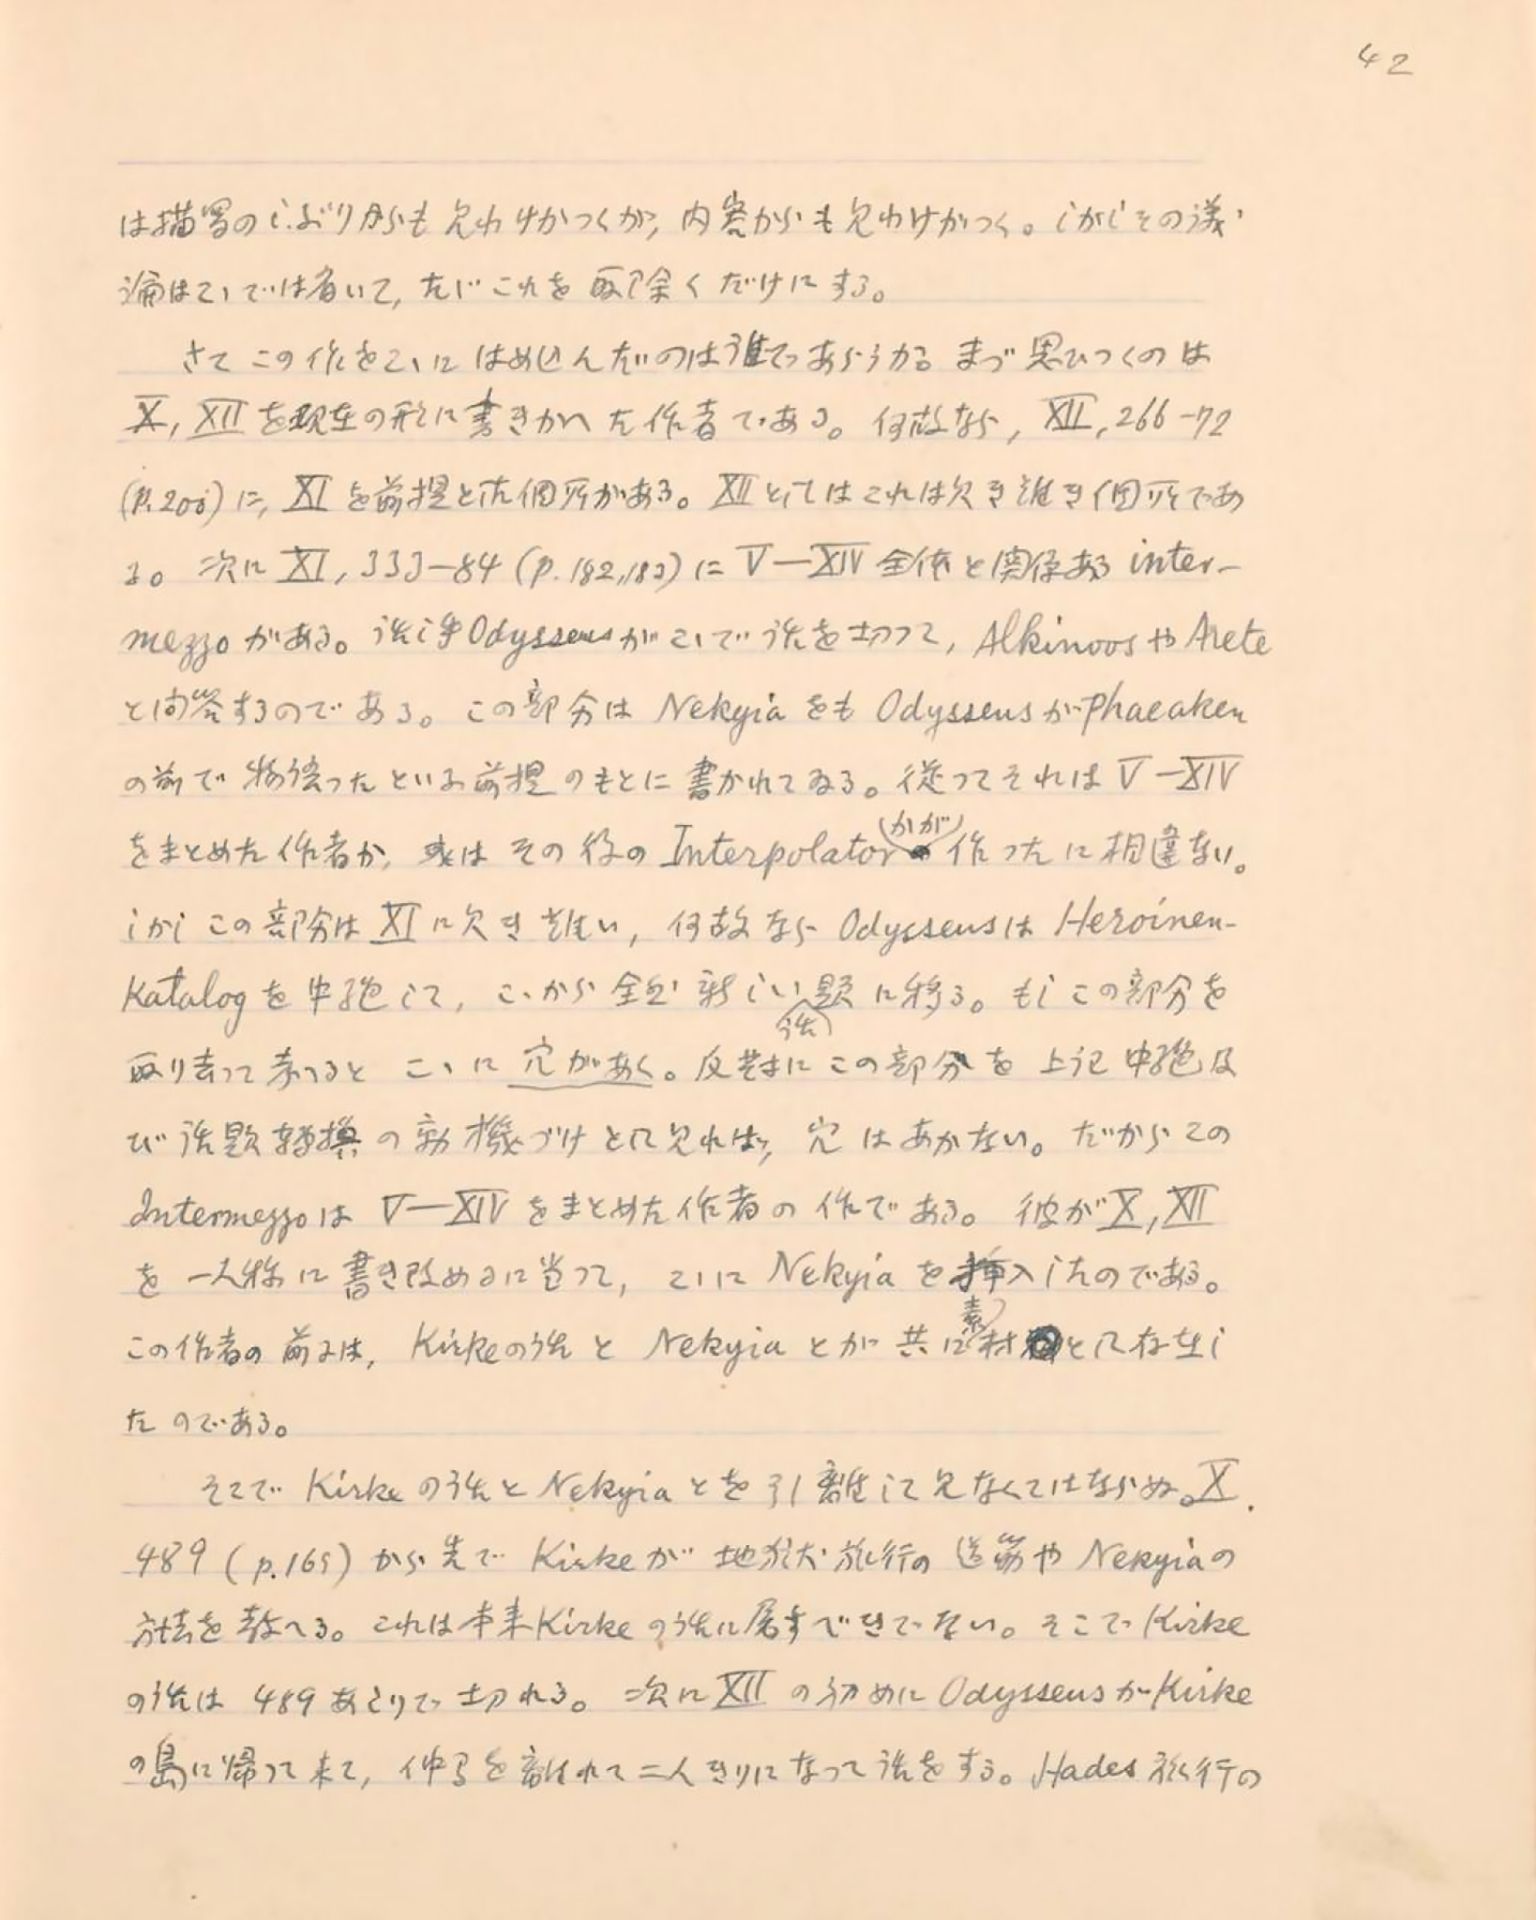 42
は描写のしぶりからも見わけがつくが, 内容からも見わけがつく。しかしその議
論はこゝでは省いて, たゞこれを取除くだけにする。
さてこの作をこゝにはめ込んだのは誰であらうか。まづ思ひつくのは
X, XII を現在の形に書きかへた作者である。何故なら, XII, 266-72
(p.205) に, XI を前提とした個所がある。XII としてはこれは欠き難き個所であ
る。次に XI, 333-84 (p.182,183) に V—XIV 全体と関係ある inter-
mezzo がある。話し手 Odysseus がこゝで話を切つて, Alkinoos や Arete
と問答するのである。この部分は Nekyia をも Odysseus が Phaeaken
の前で物語つたといふ前提のもとに書かれてゐる。従つてそれは V—XIV
をまとめた作者か, 或はその後の Interpolator かが作つたに相違ない。
しかしこの部分は XI に欠き難い, 何故なら Odysseus は Heroinen-
Katalog を中絶して, こゝから全然新しい話題に移る。もしこの部分を
取り去つて考へると こゝに穴があく。反対にこの部分を上記中絶及
び話題転換の動機づけとして見れば, 穴はあかない。だからこの
Intermezzo は V—XIV をまとめた作者の作である。彼が X, XII
を一人称に書き改めるに当つて, こゝに Nekyia を挿入したのである。
この作者の前には, Kirke の話と Nekyia とが共に素材として存在し
たのである。
そこで Kirke の話と Nekyia とを引離して見なくてはならぬ。X.
489 (p.165) から先で Kirke が地獄旅行の道筋や Nekyia の
方法を教へる。これは本来 Kirke の話に属すべきでない。そこで Kirke
の話は 489 あたりで切れる。次に XII の初めに Odysseus が Kirke
の島に帰つて来て, 仲間を離れて二人きりになつて話をする。Hades 旅行の